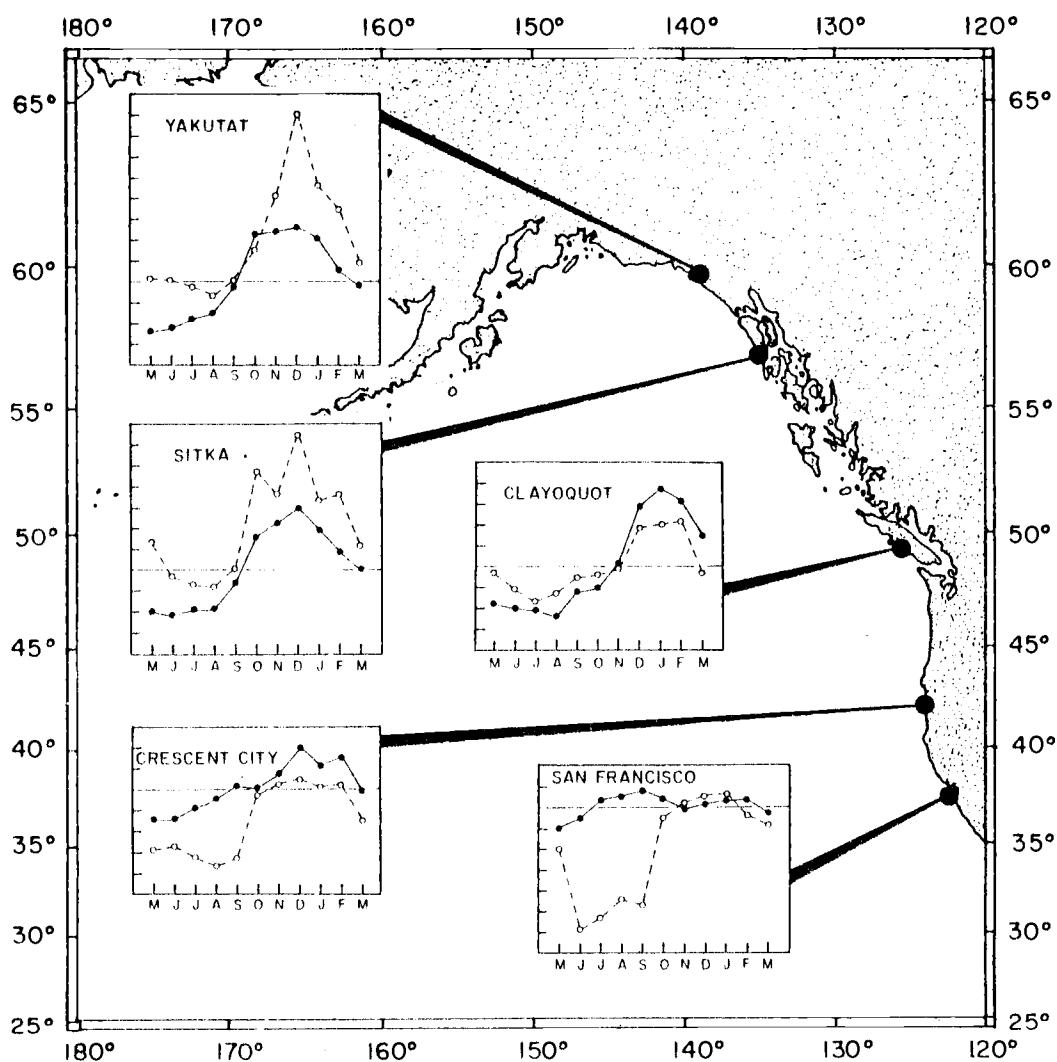 180° 170° 160° 150° 140° 130° 120°
65° 65°
YAKUTAT
60° 60°
M J J A S O N D J F M
55° 55°
SITKA
CLAYOQUOT
50° 50°
M J J A S O N D J F M
M J J A S O N D J F M
45° 45°
40° 40°
CRESCENT CITY
SAN FRANCISCO
35° 35°
M J J A S O N D J F M
30° 30°
M J J A S O N D J F M
25° 25°
180° 170° 160° 150° 140° 130° 120°